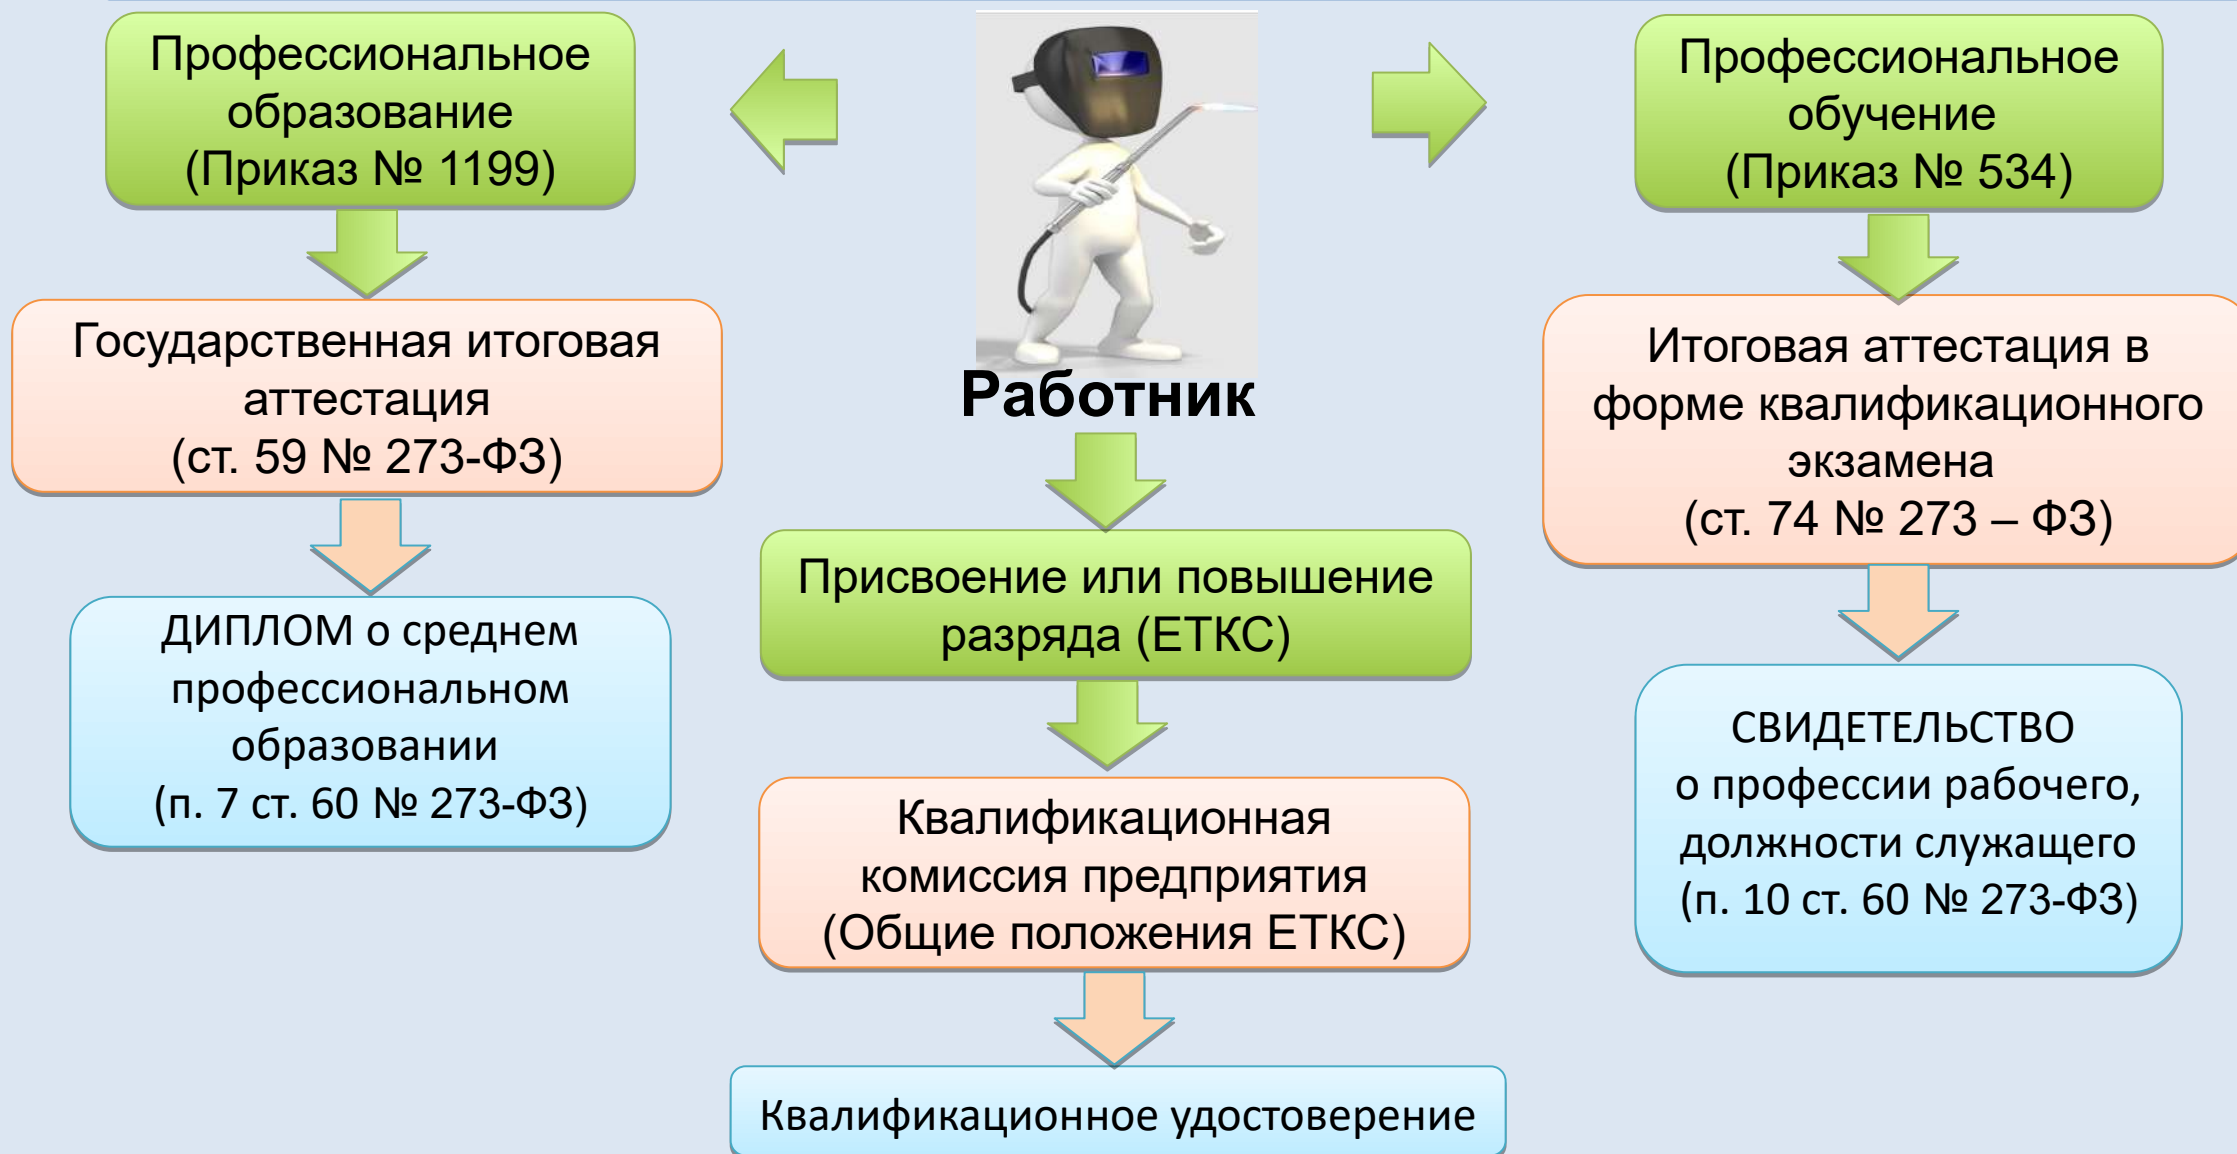 Профессиональное
образование
(Приказ № 1199)
Государственная итоговая
аттестация
(ст. 59 № 273-ФЗ)
ДИПЛОМ о среднем
профессиональном
образовании
(п. 7 ст. 60 № 273-ФЗ)
Работник
Присвоение или повышение
разряда (ЕТКС)
Квалификационная
комиссия предприятия
(Общие положения ЕТКС)
Квалификационное удостоверение
Профессиональное
обучение
(Приказ № 534)
Итоговая аттестация в
форме квалификационного
экзамена
(ст. 74 № 273 – ФЗ)
СВИДЕТЕЛЬСТВО
о профессии рабочего,
должности служащего
(п. 10 ст. 60 № 273-ФЗ)